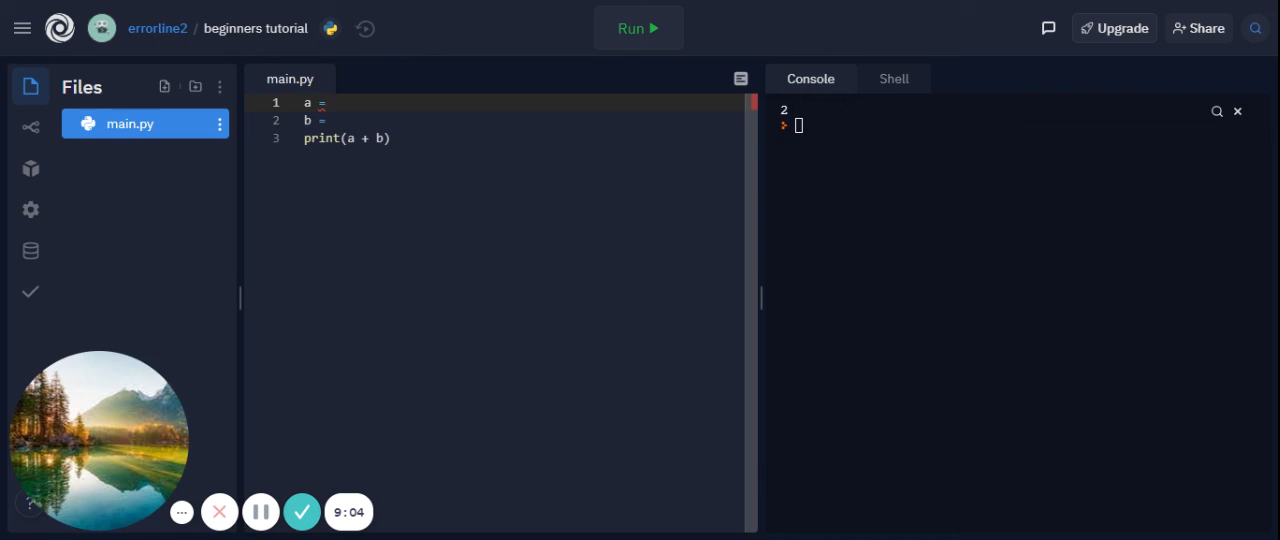 errorline2 / beginners tutorial
Run
Upgrade
Share
Files
main.py
main.py
1 a =
2 b =
3 print(a + b)
Console
Shell
2
?
9:04